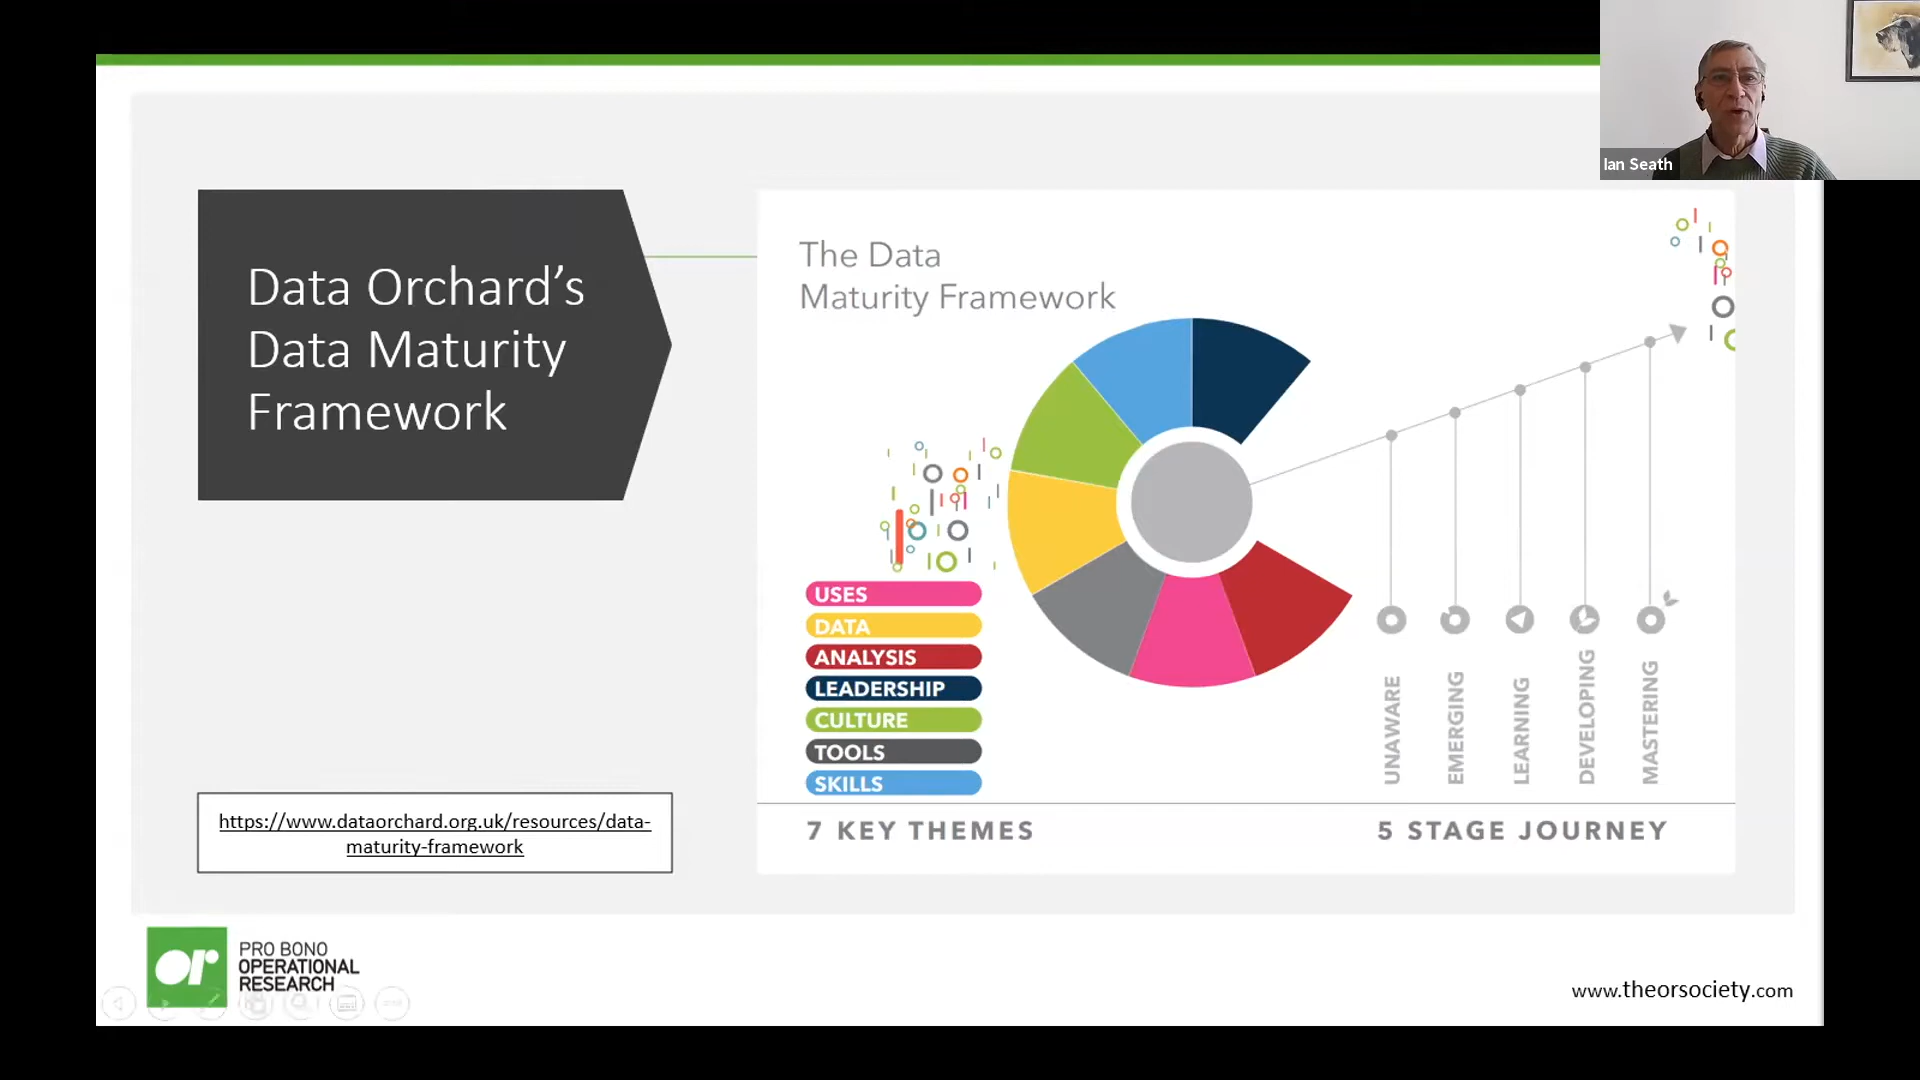 Ian Seath
Data Orchard’s
Data Maturity
Framework
https://www.dataorchard.org.uk/resources/data-
maturity-framework
The Data
Maturity Framework
USES
DATA
ANALYSIS
LEADERSHIP
CULTURE
TOOLS
SKILLS
UNAWARE
EMERGING
LEARNING
DEVELOPING
MASTERING
7 KEY THEMES
5 STAGE JOURNEY
or
PRO BONO
OPERATIONAL
RESEARCH
www.theorsociety.com